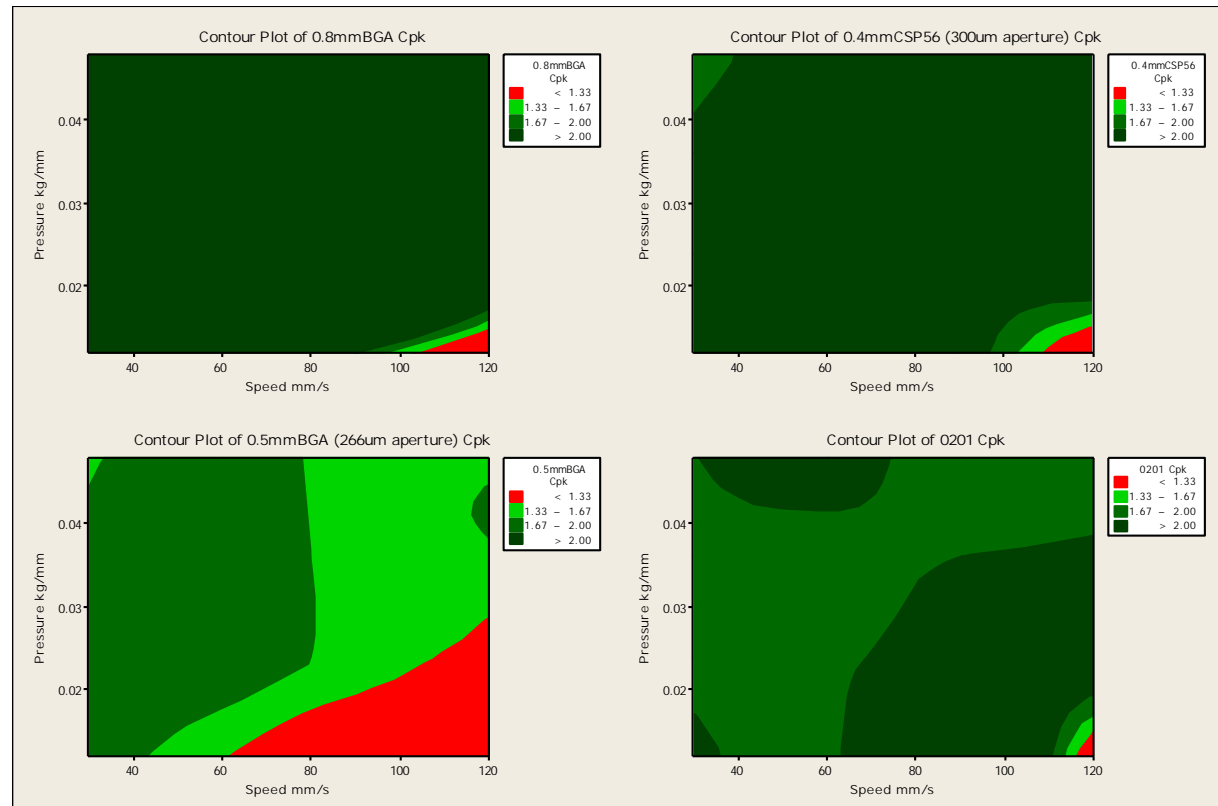 Contour Plot of 0.8mmBGA Cpk
0.8mmBGA
Cpk
< 1.33
1.33 – 1.67
1.67 – 2.00
> 2.00
0.04
0.03
0.02
Pressure kg/mm
40 60 80 100 120
Speed mm/s
Contour Plot of 0.4mmCSP56 (300um aperture) Cpk
0.4mmCSP56
Cpk
< 1.33
1.33 – 1.67
1.67 – 2.00
> 2.00
0.04
0.03
0.02
Pressure kg/mm
40 60 80 100 120
Speed mm/s
Contour Plot of 0.5mmBGA (266um aperture) Cpk
0.5mmBGA
Cpk
< 1.33
1.33 – 1.67
1.67 – 2.00
> 2.00
0.04
0.03
0.02
Pressure kg/mm
40 60 80 100 120
Speed mm/s
Contour Plot of 0201 Cpk
0201 Cpk
< 1.33
1.33 – 1.67
1.67 – 2.00
> 2.00
0.04
0.03
0.02
Pressure kg/mm
40 60 80 100 120
Speed mm/s